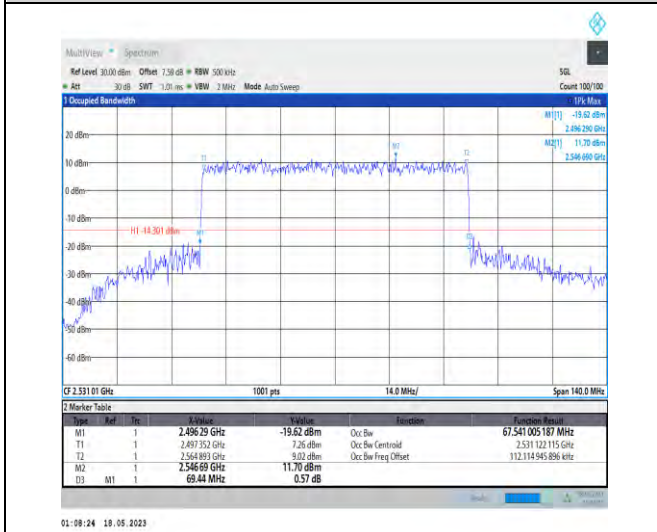 MultiView Spectrum
Ref Level 30.00 dBm Offset 7.58 dB RBW 500 kHz SGL
Att 30 dB SWT 1.01 ms VBW 2 MHz Mode Auto Sweep Count 100/100
1 Occupied Bandwidth 1Pk Max
M1[1] -19.62 dBm
2.496 290 GHz
20 dBm
M2[1] 11.70 dBm
2.546 690 GHz
M2
T1 T2
10 dBm
0 dBm
-10 dBm
H1 -14.301 dBm
M1
-20 dBm
-30 dBm
-40 dBm
-50 dBm
-60 dBm
CF 2.53101 GHz 1001 pts 14.0 MHz/ Span 140.0 MHz
2 Marker Table
Type Ref Trc X-Value Y-Value Function Function Result
M1 1 2.496 29 GHz -19.62 dBm Occ Bw 67.541 005 187 MHz
T1 1 2.497 352 GHz 7.26 dBm Occ Bw Centroid 2.531 122 115 GHz
T2 1 2.564 893 GHz 9.02 dBm Occ Bw Freq Offset 112.114 945 896 kHz
M2 1 2.546 69 GHz 11.70 dBm
D3 M1 1 69.44 MHz 0.57 dB
01:08:24 18.05.2023